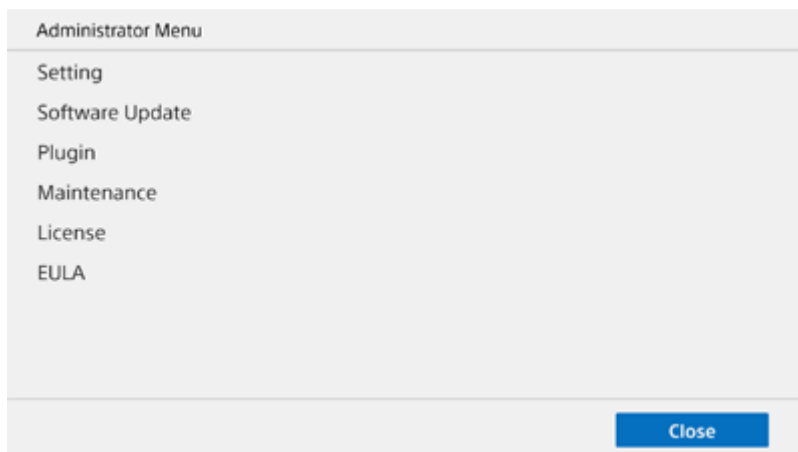 Administrator Menu
Setting
Software Update
Plugin
Maintenance
License
EULA
Close